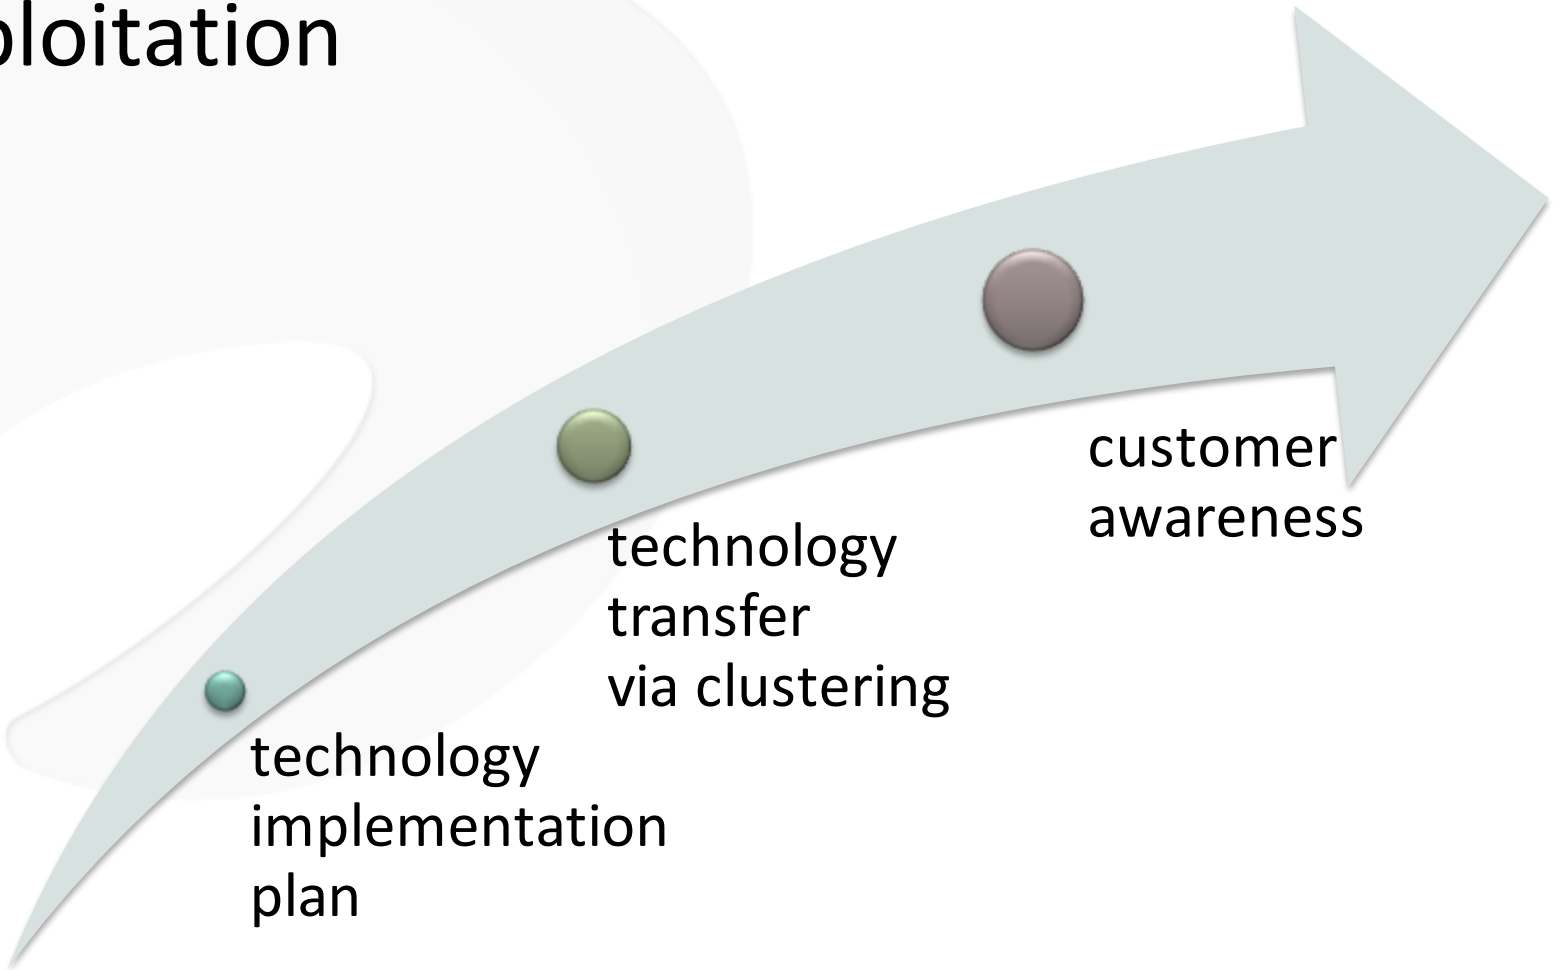 ploitation
customer
awareness
technology
transfer
via clustering
technology
implementation
plan